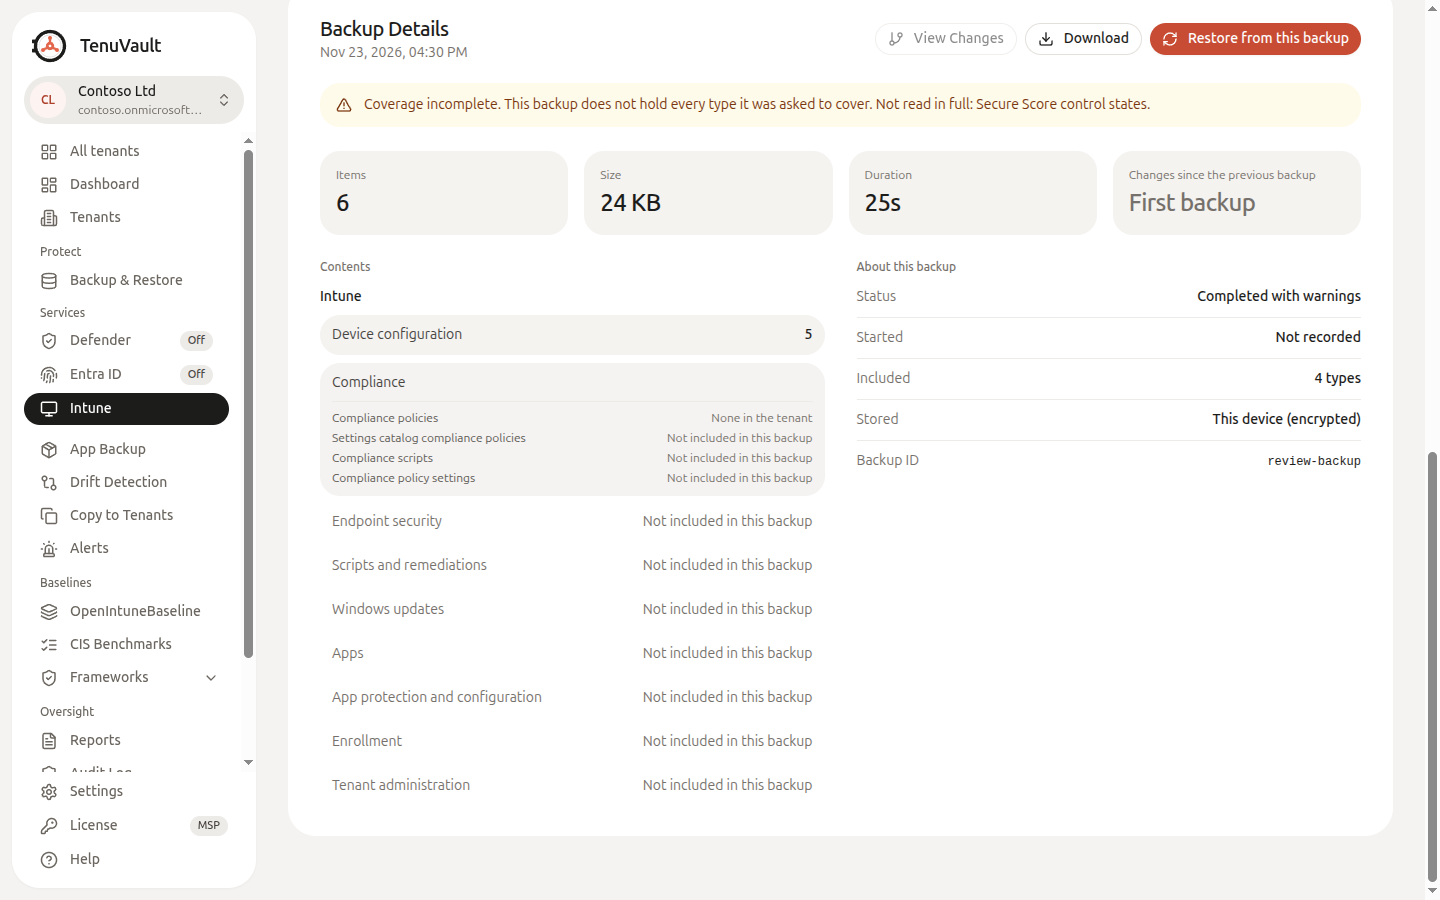 TenuVault
CL
Contoso Ltd
contoso.onmicrosoft...
All tenants
Dashboard
Tenants
Protect
Backup & Restore
Services
Defender Off
Entra ID Off
Intune
App Backup
Drift Detection
Copy to Tenants
Alerts
Baselines
OpenIntuneBaseline
CIS Benchmarks
Frameworks
Oversight
Reports
Audit Log
Settings
License MSP
Help
Backup Details
Nov 23, 2026, 04:30 PM
View Changes
Download
Restore from this backup
Coverage incomplete. This backup does not hold every type it was asked to cover. Not read in full: Secure Score control states.
Items
6
Size
24 KB
Duration
25s
Changes since the previous backup
First backup
Contents
Intune
Device configuration 5
Compliance
Compliance policies None in the tenant
Settings catalog compliance policies Not included in this backup
Compliance scripts Not included in this backup
Compliance policy settings Not included in this backup
Endpoint security Not included in this backup
Scripts and remediations Not included in this backup
Windows updates Not included in this backup
Apps Not included in this backup
App protection and configuration Not included in this backup
Enrollment Not included in this backup
Tenant administration Not included in this backup
About this backup
Status Completed with warnings
Started Not recorded
Included 4 types
Stored This device (encrypted)
Backup ID review-backup